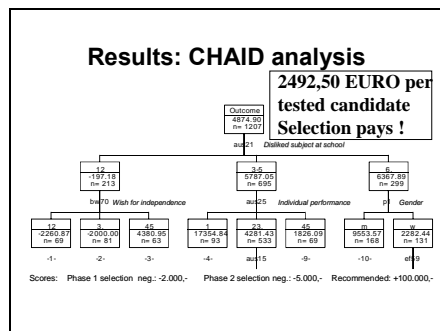 Results: CHAID analysis
2492,50 EURO per
tested candidate
Selection pays !
Outcome
4874.90
n= 1207
aus21 Disliked subject at school
12 3-5 6,
-197.18 5787.05 6367.89
n= 213 n= 695 n= 299
bw70 Wish for independence aus25 Individual performance p1 Gender
12 3, 45 1 23, 45 m w
-2260.87 -2000.00 4380.95 17354.84 4281.43 1826.09 9553.57 2282.44
n= 69 n= 81 n= 63 n= 93 n= 533 n= 69 n= 168 n= 131
-1- -2- -3- -4- aus15 -9- -10- ef59
Scores: Phase 1 selection neg.: -2.000,- Phase 2 selection neg.: -5.000,- Recommended: +100.000,-